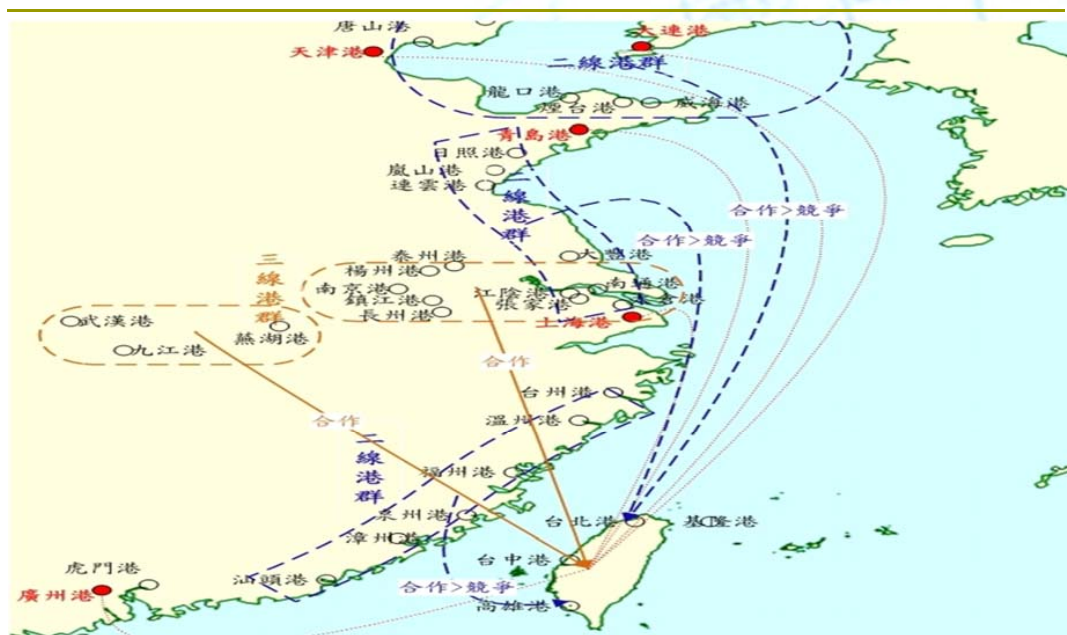 唐山港
天津港
大連港
二線港群
龍口港
煙台港
威海港
青島港
日照港
嵐山港
連雲港
二線港群
合作>競爭
合作>競爭
泰州港
大豐港
楊州港
三線港群
南京港
江陰港
南通港
鎮江港
張家港
太倉港
長州港
上海港
武漢港
蕪湖港
九江港
合作
台州港
合作
溫州港
二線港群
福州港
泉州港
台北港
基隆港
漳州港
台中港
虎門港
汕頭港
合作>競爭
廣州港
高雄港